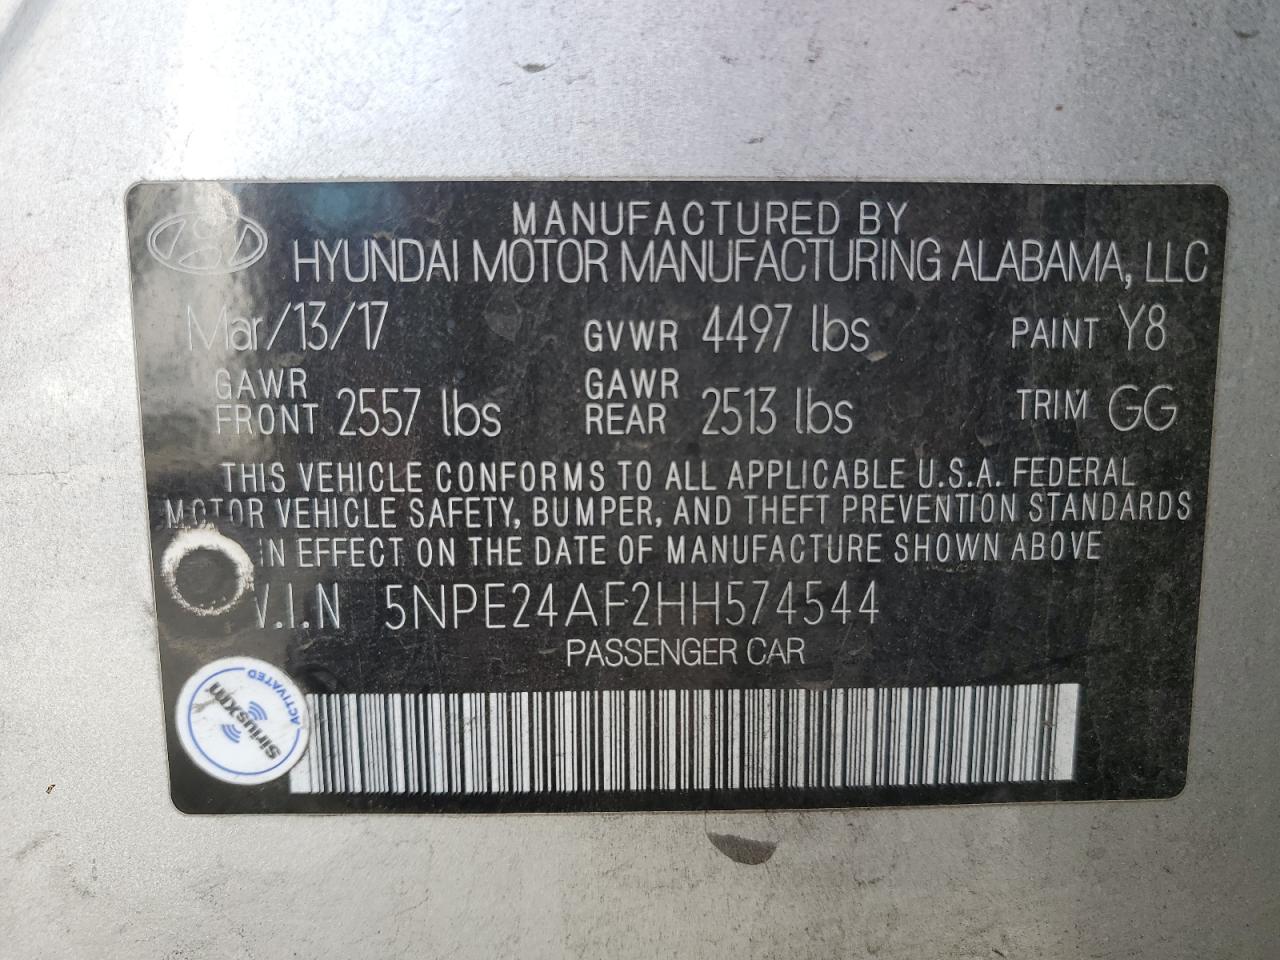 MANUFACTURED BY
HYUNDAI MOTOR MANUFACTURING ALABAMA, LLC
Mar/13/17 GVWR 4497 lbs PAINT Y8
GAWR FRONT 2557 lbs GAWR REAR 2513 lbs TRIM GG
THIS VEHICLE CONFORMS TO ALL APPLICABLE U.S.A. FEDERAL
MOTOR VEHICLE SAFETY, BUMPER, AND THEFT PREVENTION STANDARDS
IN EFFECT ON THE DATE OF MANUFACTURE SHOWN ABOVE
V.I.N 5NPE24AF2HH574544
PASSENGER CAR
SiriusXm
ACTIVATED